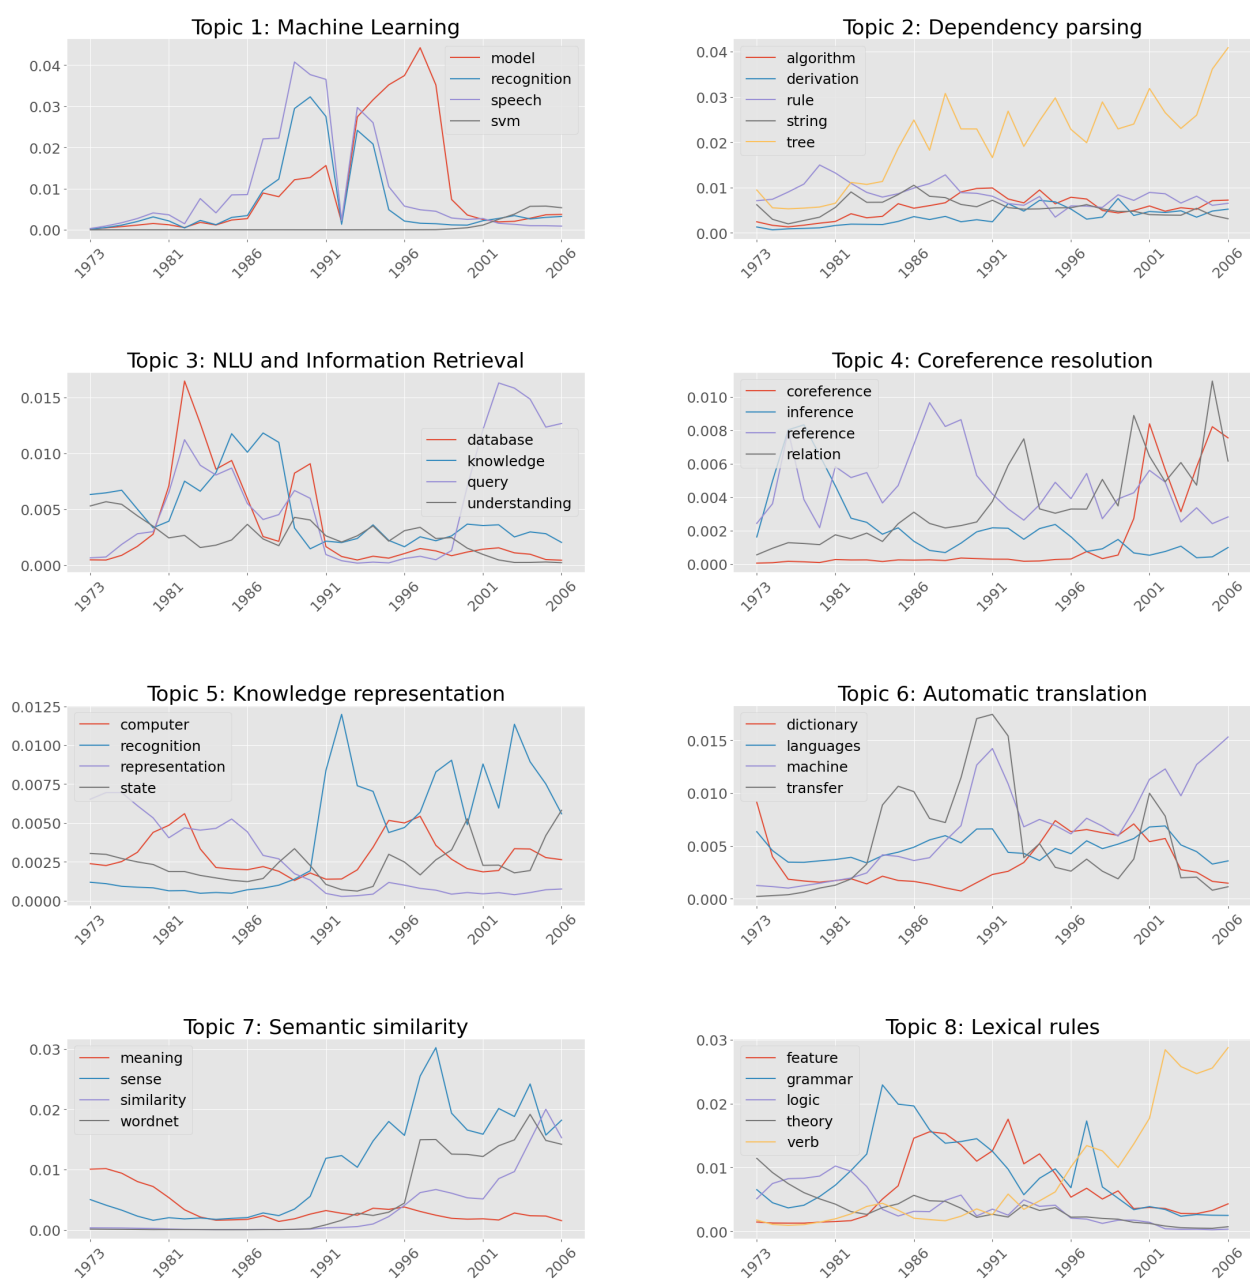 Topic 1: Machine Learning
0.04
0.03
0.02
0.01
0.00
model
recognition
speech
svm
1973
1981
1986
1991
1996
2001
2006
Topic 2: Dependency parsing
0.04
0.03
0.02
0.01
0.00
algorithm
derivation
rule
string
tree
1973
1981
1986
1991
1996
2001
2006
Topic 3: NLU and Information Retrieval
0.015
0.010
0.005
0.000
database
knowledge
query
understanding
1973
1981
1986
1991
1996
2001
2006
Topic 4: Coreference resolution
0.010
0.008
0.006
0.004
0.002
0.000
coreference
inference
reference
relation
1973
1981
1986
1991
1996
2001
2006
Topic 5: Knowledge representation
0.0125
0.0100
0.0075
0.0050
0.0025
0.0000
computer
recognition
representation
state
1973
1981
1986
1991
1996
2001
2006
Topic 6: Automatic translation
0.015
0.010
0.005
0.000
dictionary
languages
machine
transfer
1973
1981
1986
1991
1996
2001
2006
Topic 7: Semantic similarity
0.03
0.02
0.01
0.00
meaning
sense
similarity
wordnet
1973
1981
1986
1991
1996
2001
2006
Topic 8: Lexical rules
0.03
0.02
0.01
0.00
feature
grammar
logic
theory
verb
1973
1981
1986
1991
1996
2001
2006